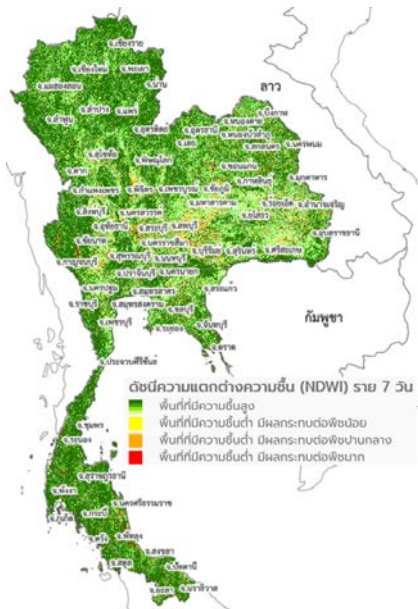 จ.เชียงราย
จ.เชียงใหม่
จ.พะเยา
จ.แม่ฮ่องสอน
จ.น่าน
จ.ลำปาง
จ.แพร่
จ.ลำพูน
ลาว
จ.อุตรดิตถ์
จ.อุดรธานี
จ.หนองคาย
จ.บึงกาฬ
จ.เลย
จ.หนองบัวลำภู
จ.สกลนคร
จ.นครพนม
จ.สุโขทัย
จ.พิษณุโลก
จ.ตาก
จ.ขอนแก่น
จ.กาฬสินธุ์
จ.มุกดาหาร
จ.กำแพงเพชร
จ.พิจิตร
จ.เพชรบูรณ์
จ.ชัยภูมิ
จ.มหาสารคาม
จ.ร้อยเอ็ด
จ.อำนาจเจริญ
จ.สิงห์บุรี
จ.นครสวรรค์
จ.ยโสธร
จ.อุทัยธานี
จ.สระบุรี
จ.ลพบุรี
จ.อุบลราชธานี
จ.ชัยนาท
จ.นครราชสีมา
จ.บุรีรัมย์
จ.สุรินทร์
จ.ศรีสะเกษ
จ.กาญจนบุรี
จ.สุพรรณบุรี
จ.นนทบุรี
จ.ปราจีนบุรี
จ.นครนายก
จ.นครปฐม
จ.สมุทรสาคร
จ.สระแก้ว
จ.ราชบุรี
จ.สมุทรสงคราม
จ.ชลบุรี
จ.เพชรบุรี
จ.ระยอง
จ.จันทบุรี
กัมพูชา
จ.ตราด
จ.ประจวบคีรีขันธ์
ดัชนีความแตกต่างความชื้น (NDWI) ราย 7 วัน
พื้นที่ที่มีความชื้นสูง
พื้นที่ที่มีความชื้นต่ำ มีผลกระทบต่อพืชน้อย
พื้นที่ที่มีความชื้นต่ำ มีผลกระทบต่อพืชปานกลาง
พื้นที่ที่มีความชื้นต่ำ มีผลกระทบต่อพืชมาก
จ.ชุมพร
จ.ระนอง
จ.สุราษฎร์ธานี
จ.พังงา
จ.นครศรีธรรมราช
จ.ภูเก็ต
จ.กระบี่
จ.ตรัง
จ.พัทลุง
จ.สงขลา
จ.สตูล
จ.ปัตตานี
จ.ยะลา
จ.นราธิวาส